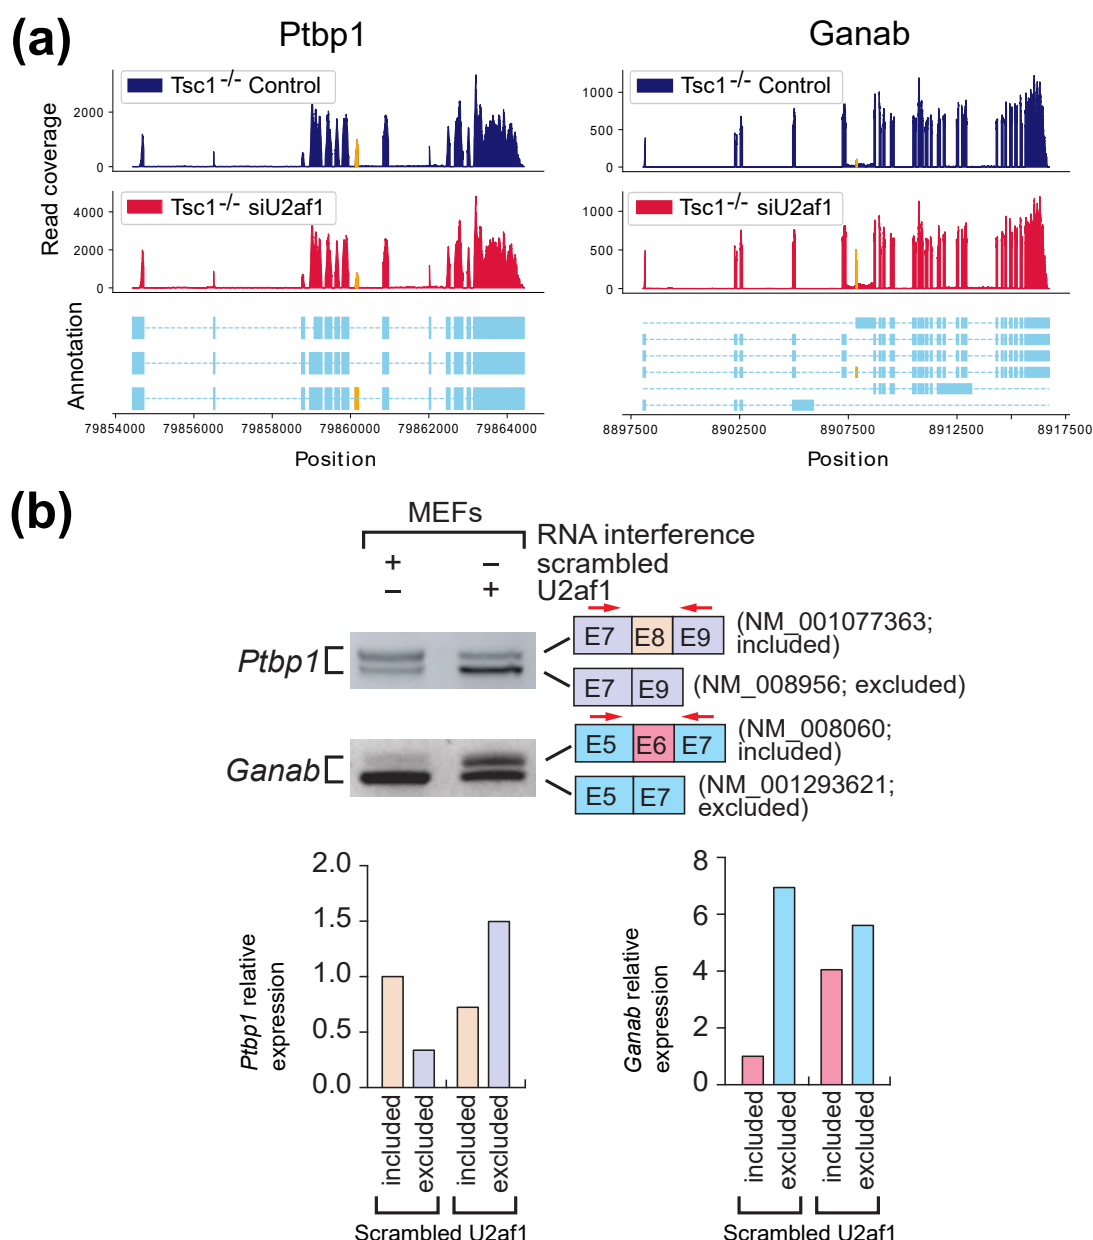 (a)
Ptbp1
Ganab
Read coverage
Tsc1-/- Control
2000
0
Tsc1-/- Control
1000
500
0
Tsc1-/- siU2af1
4000
2000
0
Tsc1-/- siU2af1
1000
500
0
Annotation
79854000 79856000 79858000 79860000 79862000 79864000
Position
8897500 8902500 8907500 8912500 8917500
Position
(b)
MEFs
RNA interference
+ – scrambled
– + U2af1
Ptbp1
E7 E8 E9
(NM_001077363;
included)
E7 E9
(NM_008956; excluded)
Ganab
E5 E6 E7
(NM_008060;
included)
E5 E7
(NM_001293621;
excluded)
Ptbp1 relative
expression
2.0
1.5
1.0
0.5
0.0
included
excluded
included
excluded
Scrambled U2af1
Ganab relative
expression
8
6
4
2
0
included
excluded
included
excluded
Scrambled U2af1